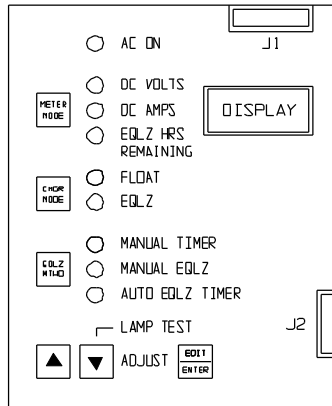 AC ON
J1
DC VOLTS
METER
MODE
DC AMPS
DISPLAY
EQLZ HRS
REMAINING
FLOAT
CHGR
MODE
EQLZ
MANUAL TIMER
EQLZ
MTHD
MANUAL EQLZ
AUTO EQLZ TIMER
LAMP TEST
J2
ADJUST
EDIT
ENTER